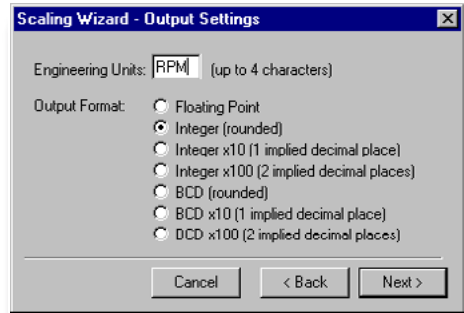 Scaling Wizard - Output Settings
Engineering Units: RPM (up to 4 characters)
Output Format: Floating Point
Integer (rounded)
Integer x10 (1 implied decimal place)
Integer x100 (2 implied decimal places)
BCD (rounded)
BCD x10 (1 implied decimal place)
BCD x100 (2 implied decimal places)
Cancel < Back Next >